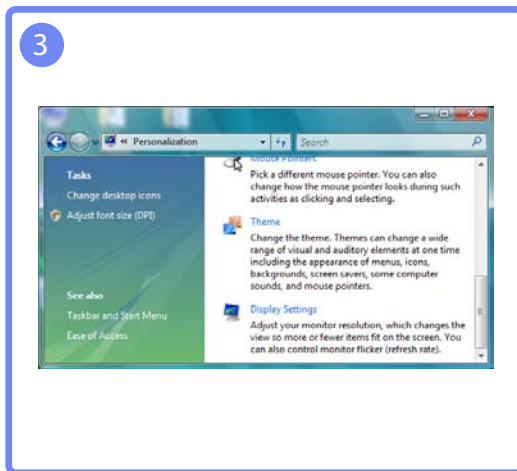 3
« Personalization
Search
Tasks
Change desktop icons
Adjust font size (DPI)
See also
Taskbar and Start Menu
Ease of Access
Mouse Pointers
Pick a different mouse pointer. You can also
change how the mouse pointer looks during such
activities as clicking and selecting.
Theme
Change the theme. Themes can change a wide
range of visual and auditory elements at one time
including the appearance of menus, icons,
backgrounds, screen savers, some computer
sounds, and mouse pointers.
Display Settings
Adjust your monitor resolution, which changes the
view so more or fewer items fit on the screen. You
can also control monitor flicker (refresh rate).